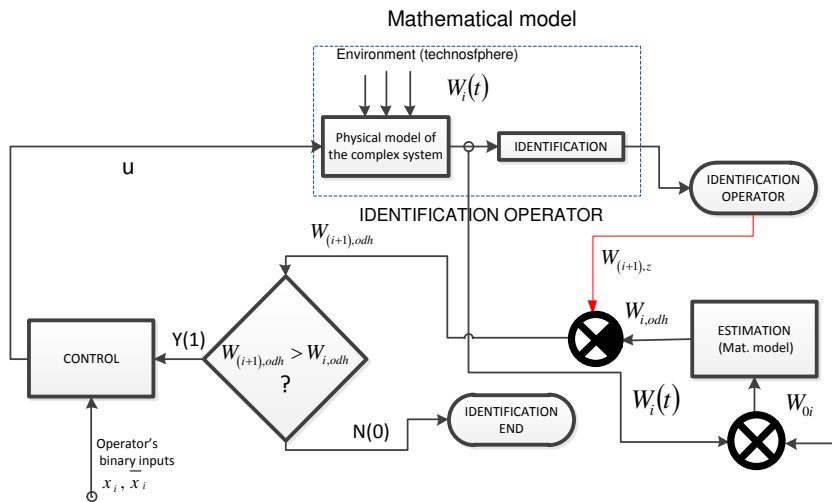 Mathematical model
Environment (technosfphere)
W_i(t)
Physical model of
the complex system
IDENTIFICATION
u
IDENTIFICATION
OPERATOR
IDENTIFICATION OPERATOR
W_(i+1),odh
W_(i+1),z
W_i,odh
ESTIMATION
(Mat. model)
CONTROL
Y(1)
W_(i+1),odh > W_i,odh
?
W_i(t)
W_0i
IDENTIFICATION
END
N(0)
Operator's
binary inputs
x_i , x̅_i